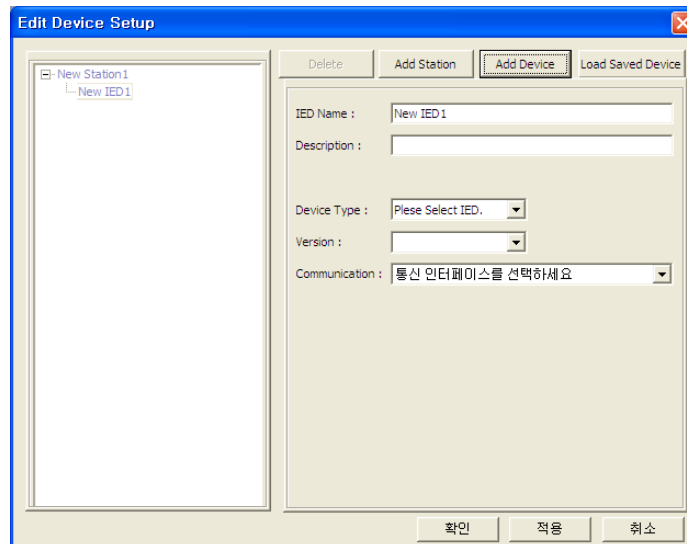 Edit Device Setup
New Station1
New IED1
Delete
Add Station
Add Device
Load Saved Device
IED Name :
New IED1
Description :
Device Type :
Plese Select IED.
Version :
Communication :
통신 인터페이스를 선택하세요
확인
적용
취소